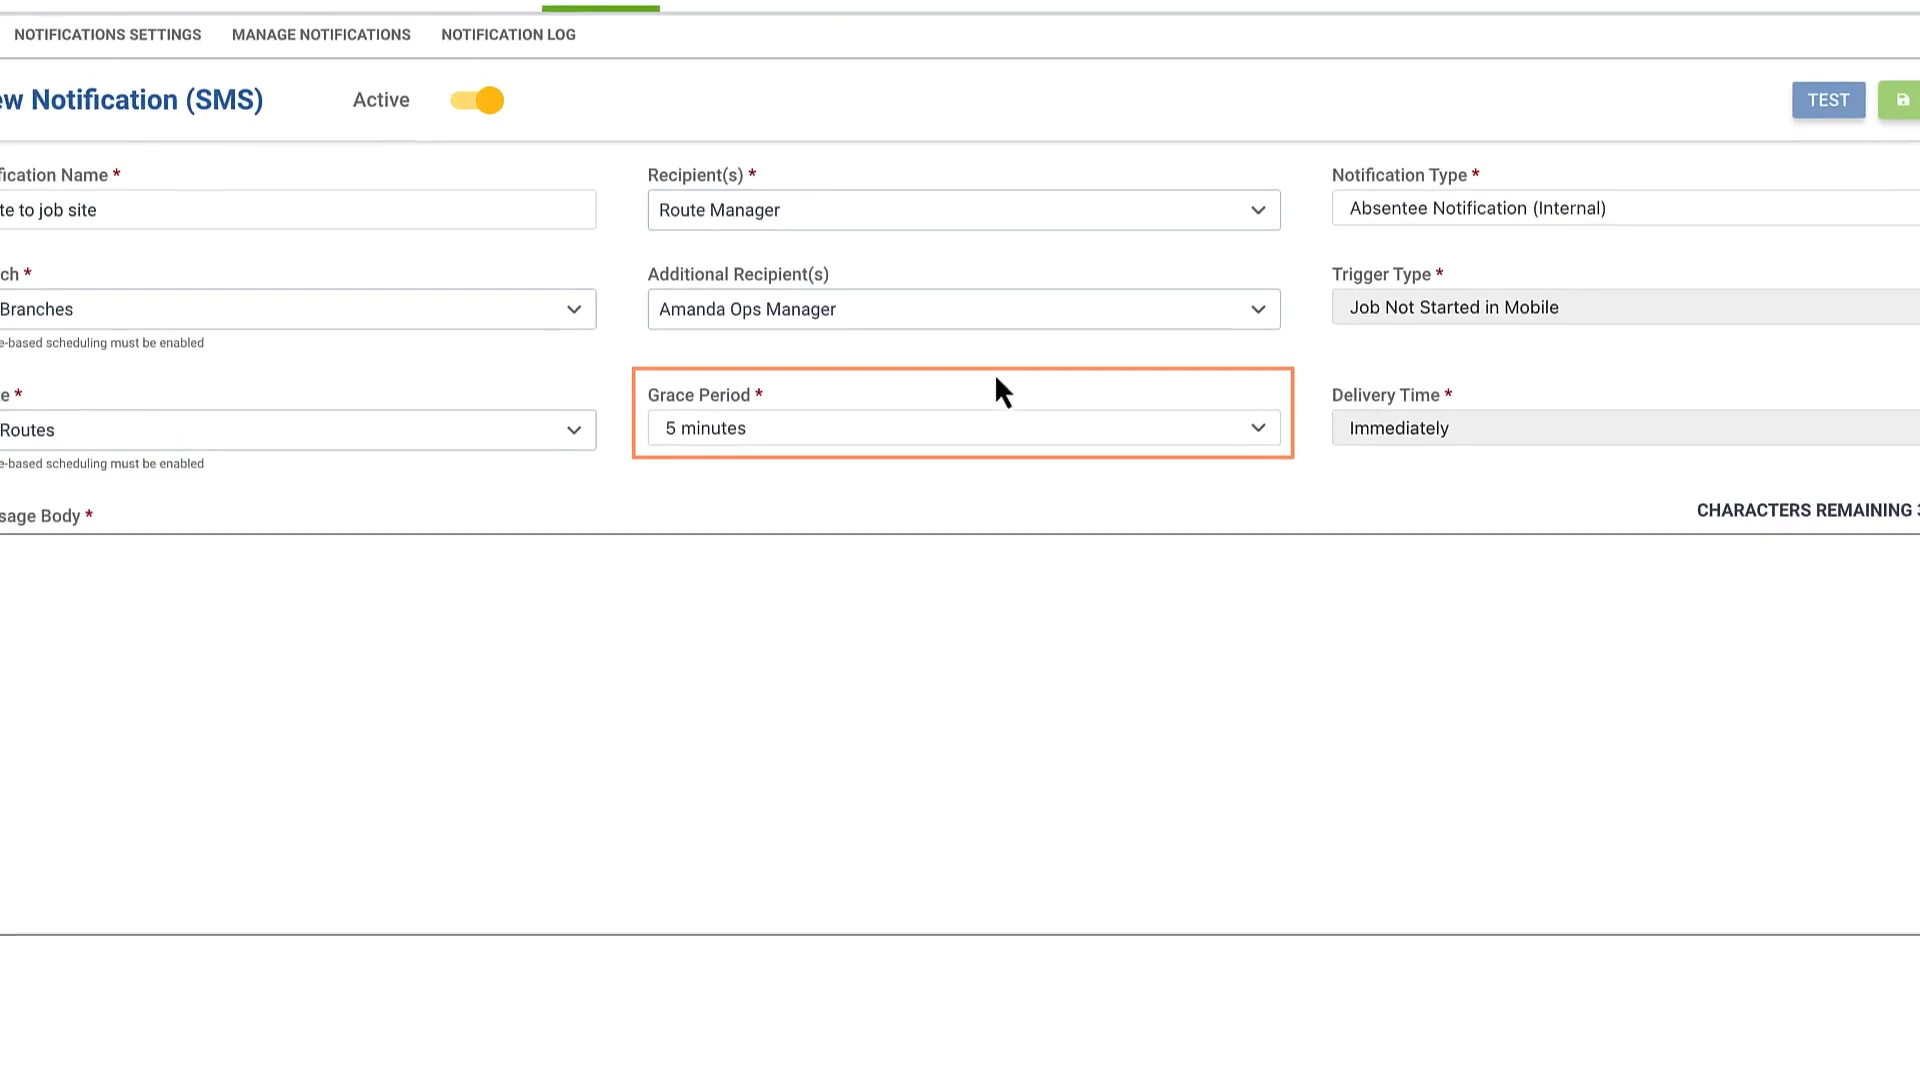 NOTIFICATIONS SETTINGS MANAGE NOTIFICATIONS NOTIFICATION LOG
ew Notification (SMS) Active TEST
fication Name * Recipient(s) * Notification Type *
te to job site Route Manager Absentee Notification (Internal)
ch * Additional Recipient(s) Trigger Type *
Branches Amanda Ops Manager Job Not Started in Mobile
e-based scheduling must be enabled
e * Grace Period * Delivery Time *
Routes 5 minutes Immediately
e-based scheduling must be enabled
sage Body * CHARACTERS REMAINING